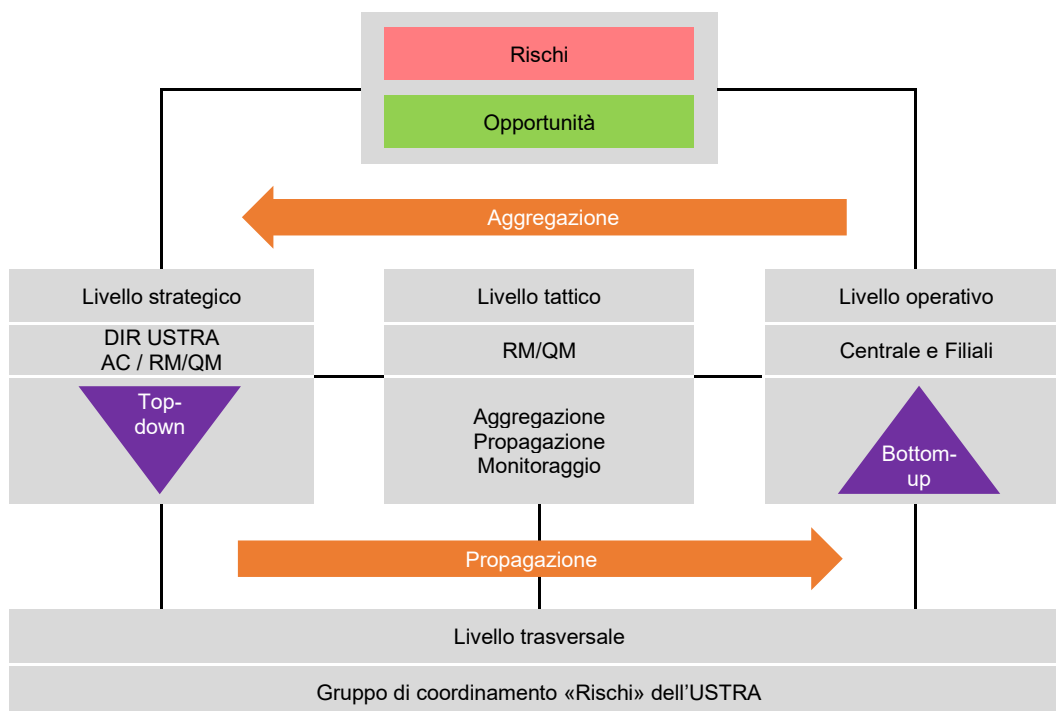 Rischi
Opportunità
Aggregazione
Livello strategico
DIR USTRA
AC / RM/QM
Top-
down
Livello tattico
RM/QM
Aggregazione
Propagazione
Monitoraggio
Livello operativo
Centrale e Filiali
Bottom-
up
Propagazione
Livello trasversale
Gruppo di coordinamento «Rischi» dell’USTRA